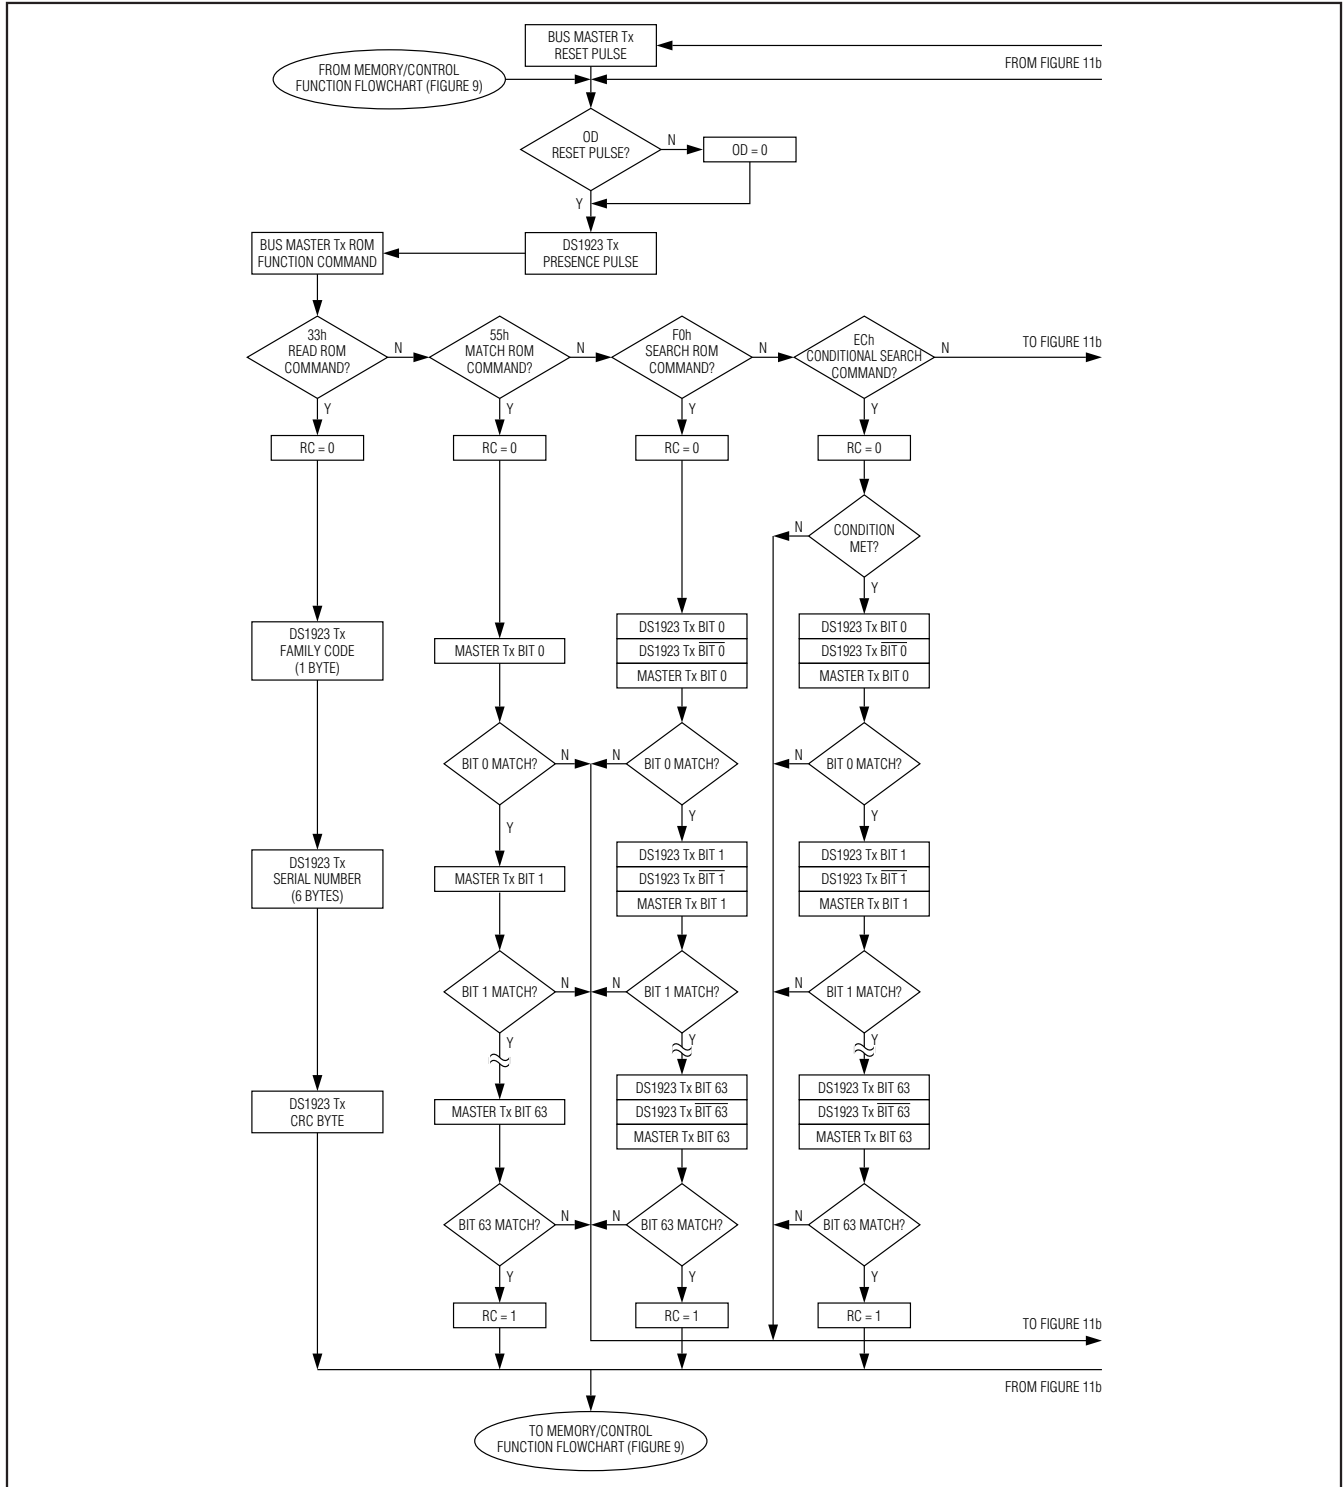 BUS MASTER Tx
RESET PULSE
FROM FIGURE 11b
FROM MEMORY/CONTROL
FUNCTION FLOWCHART (FIGURE 9)
OD
RESET PULSE?
N
OD = 0
Y
BUS MASTER Tx ROM
FUNCTION COMMAND
DS1923 Tx
PRESENCE PULSE
33h
READ ROM
COMMAND?
N
55h
MATCH ROM
COMMAND?
N
F0h
SEARCH ROM
COMMAND?
N
ECh
CONDITIONAL SEARCH
COMMAND?
N
TO FIGURE 11b
Y
Y
Y
Y
RC = 0
RC = 0
RC = 0
RC = 0
N
CONDITION
MET?
Y
DS1923 Tx
FAMILY CODE
(1 BYTE)
MASTER Tx BIT 0
DS1923 Tx BIT 0
DS1923 Tx BIT 0
MASTER Tx BIT 0
DS1923 Tx BIT 0
DS1923 Tx BIT 0
MASTER Tx BIT 0
BIT 0 MATCH?
N
N
BIT 0 MATCH?
N
BIT 0 MATCH?
Y
Y
Y
DS1923 Tx
SERIAL NUMBER
(6 BYTES)
MASTER Tx BIT 1
DS1923 Tx BIT 1
DS1923 Tx BIT 1
MASTER Tx BIT 1
DS1923 Tx BIT 1
DS1923 Tx BIT 1
MASTER Tx BIT 1
BIT 1 MATCH?
N
N
BIT 1 MATCH?
N
BIT 1 MATCH?
Y
Y
Y
DS1923 Tx
CRC BYTE
MASTER Tx BIT 63
DS1923 Tx BIT 63
DS1923 Tx BIT 63
MASTER Tx BIT 63
DS1923 Tx BIT 63
DS1923 Tx BIT 63
MASTER Tx BIT 63
BIT 63 MATCH?
N
N
BIT 63 MATCH?
N
BIT 63 MATCH?
Y
Y
Y
RC = 1
RC = 1
RC = 1
TO FIGURE 11b
FROM FIGURE 11b
TO MEMORY/CONTROL
FUNCTION FLOWCHART (FIGURE 9)